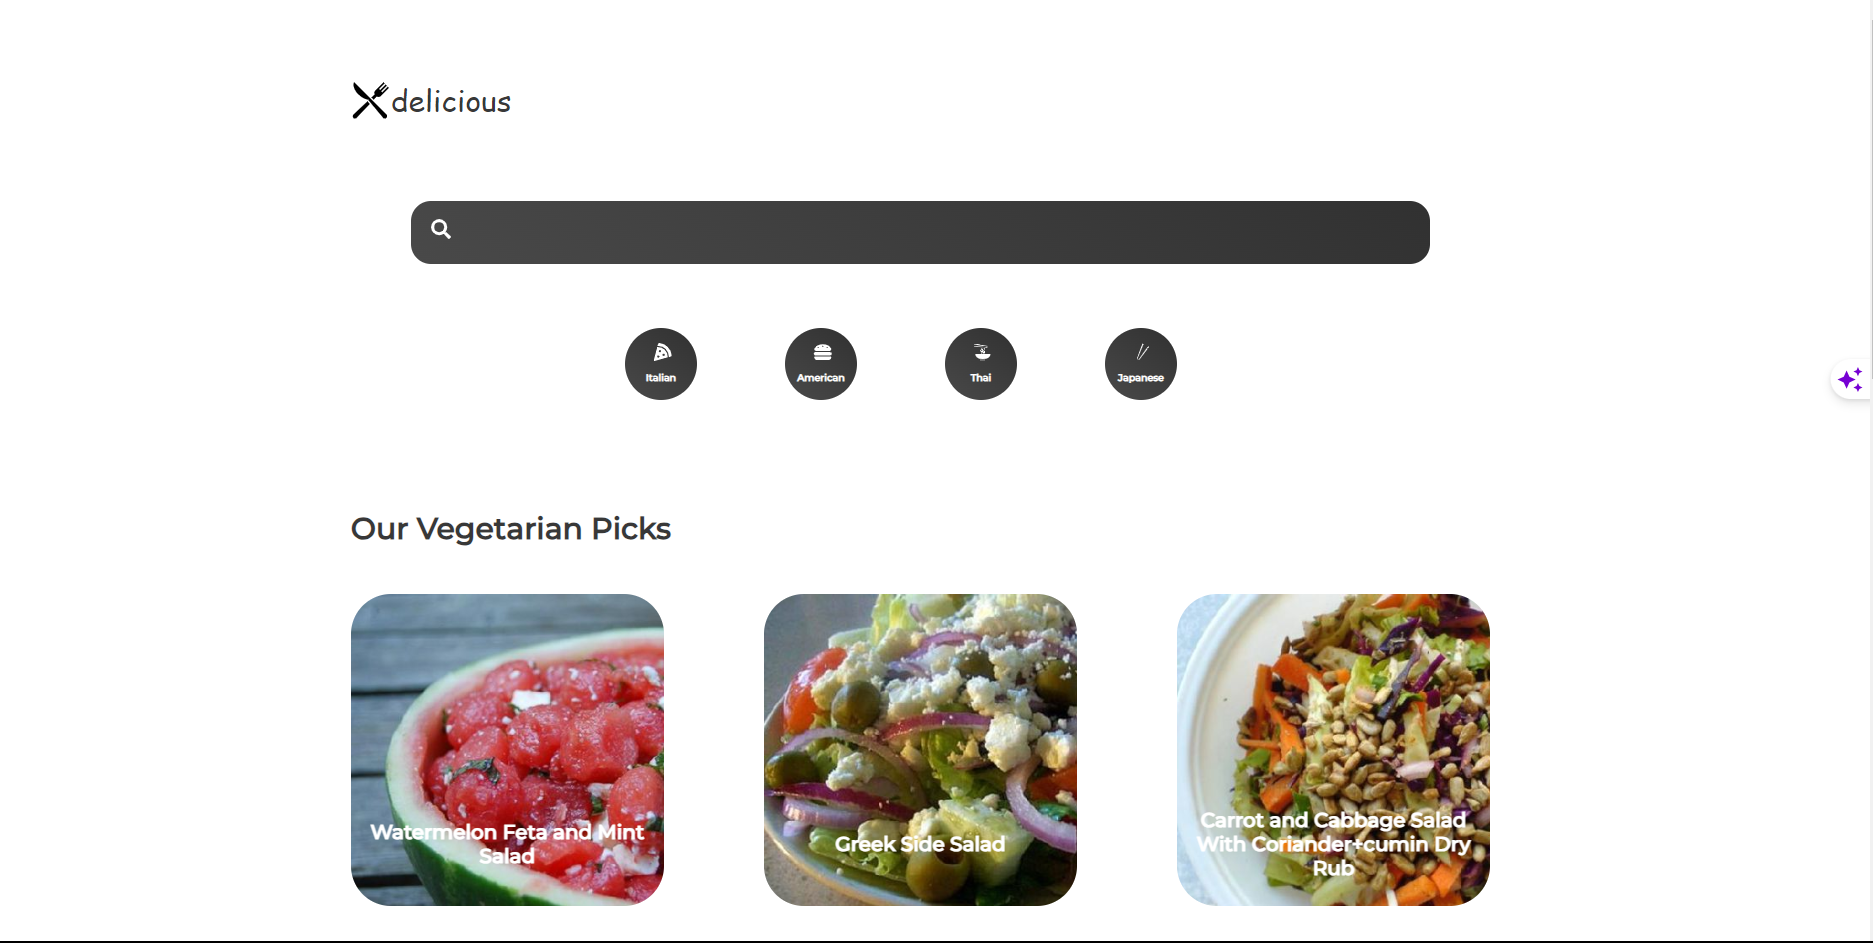 delicious
Italian
American
Thai
Japanese
Our Vegetarian Picks
Watermelon Feta and Mint
Salad
Greek Side Salad
Carrot and Cabbage Salad
With Coriander+cumin Dry
Rub